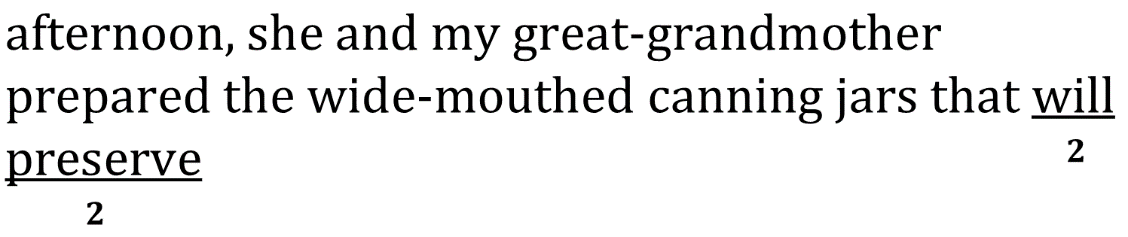 afternoon, she and my great-grandmother
prepared the wide-mouthed canning jars that will
2
preserve
2